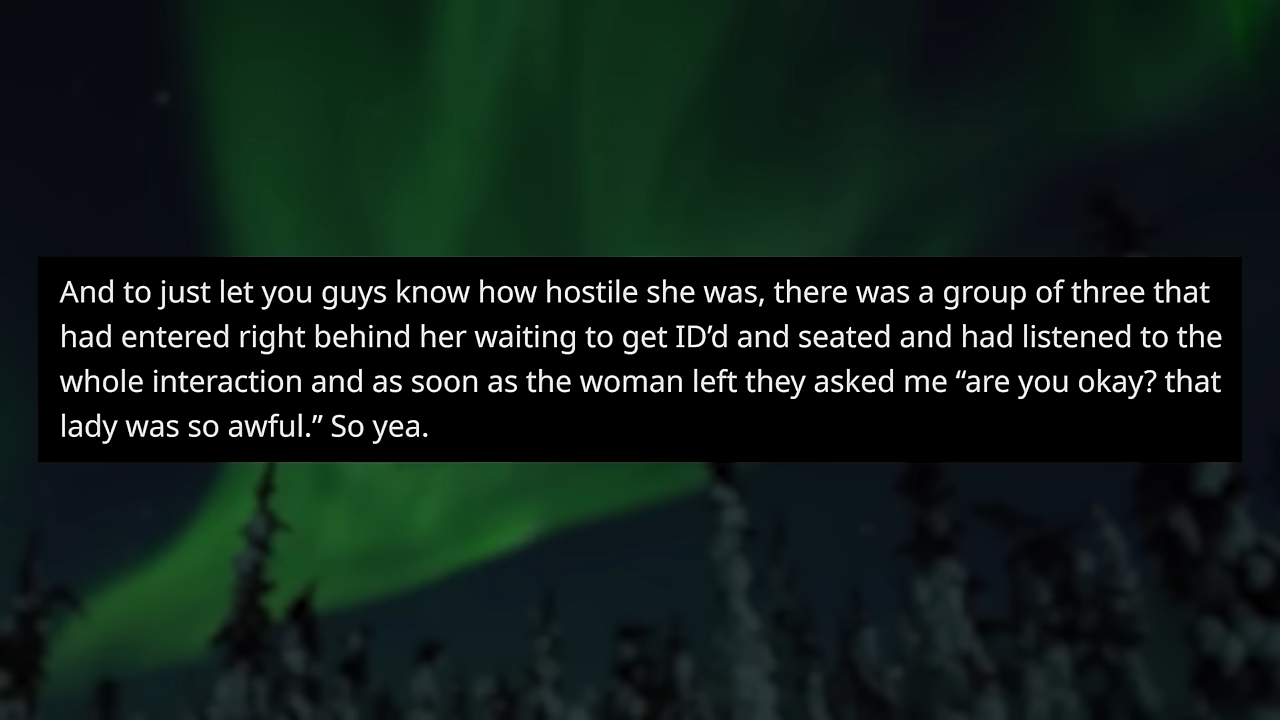 And to just let you guys know how hostile she was, there was a group of three that
had entered right behind her waiting to get ID’d and seated and had listened to the
whole interaction and as soon as the woman left they asked me “are you okay? that
lady was so awful.” So yea.